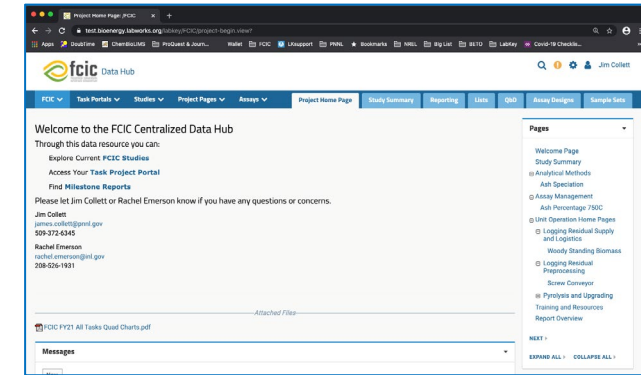 Project Home Page: /FCIC
test.bioenergy.labworks.org/labkey/FCIC/project-begin.view?
Apps DoubTime ChemBioLIMS ProQuest & Journ... Wallet FCIC LKsupport PNNL Bookmarks NREL Big List BETO LabKey Covid-19 Checklis...
fcic Data Hub
Jim Collett
FCIC Task Portals Studies Project Pages Assays Project Home Page Study Summary Reporting Lists QbD Assay Designs Sample Sets
Welcome to the FCIC Centralized Data Hub
Through this data resource you can:
Explore Current FCIC Studies
Access Your Task Project Portal
Find Milestone Reports
Please let Jim Collett or Rachel Emerson know if you have any questions or concerns.
Jim Collett
james.collett@pnnl.gov
509-372-6345
Rachel Emerson
rachel.emerson@inl.gov
208-526-1931
Attached Files
FCIC FY21 All Tasks Quad Charts.pdf
Messages
Pages
Welcome Page
Study Summary
Analytical Methods
Ash Speciation
Assay Management
Ash Percentage 750C
Unit Operation Home Pages
Logging Residual Supply
and Logistics
Woody Standing Biomass
Logging Residual
Preprocessing
Screw Conveyor
Pyrolysis and Upgrading
Training and Resources
Report Overview
NEXT >
EXPAND ALL > COLLAPSE ALL >